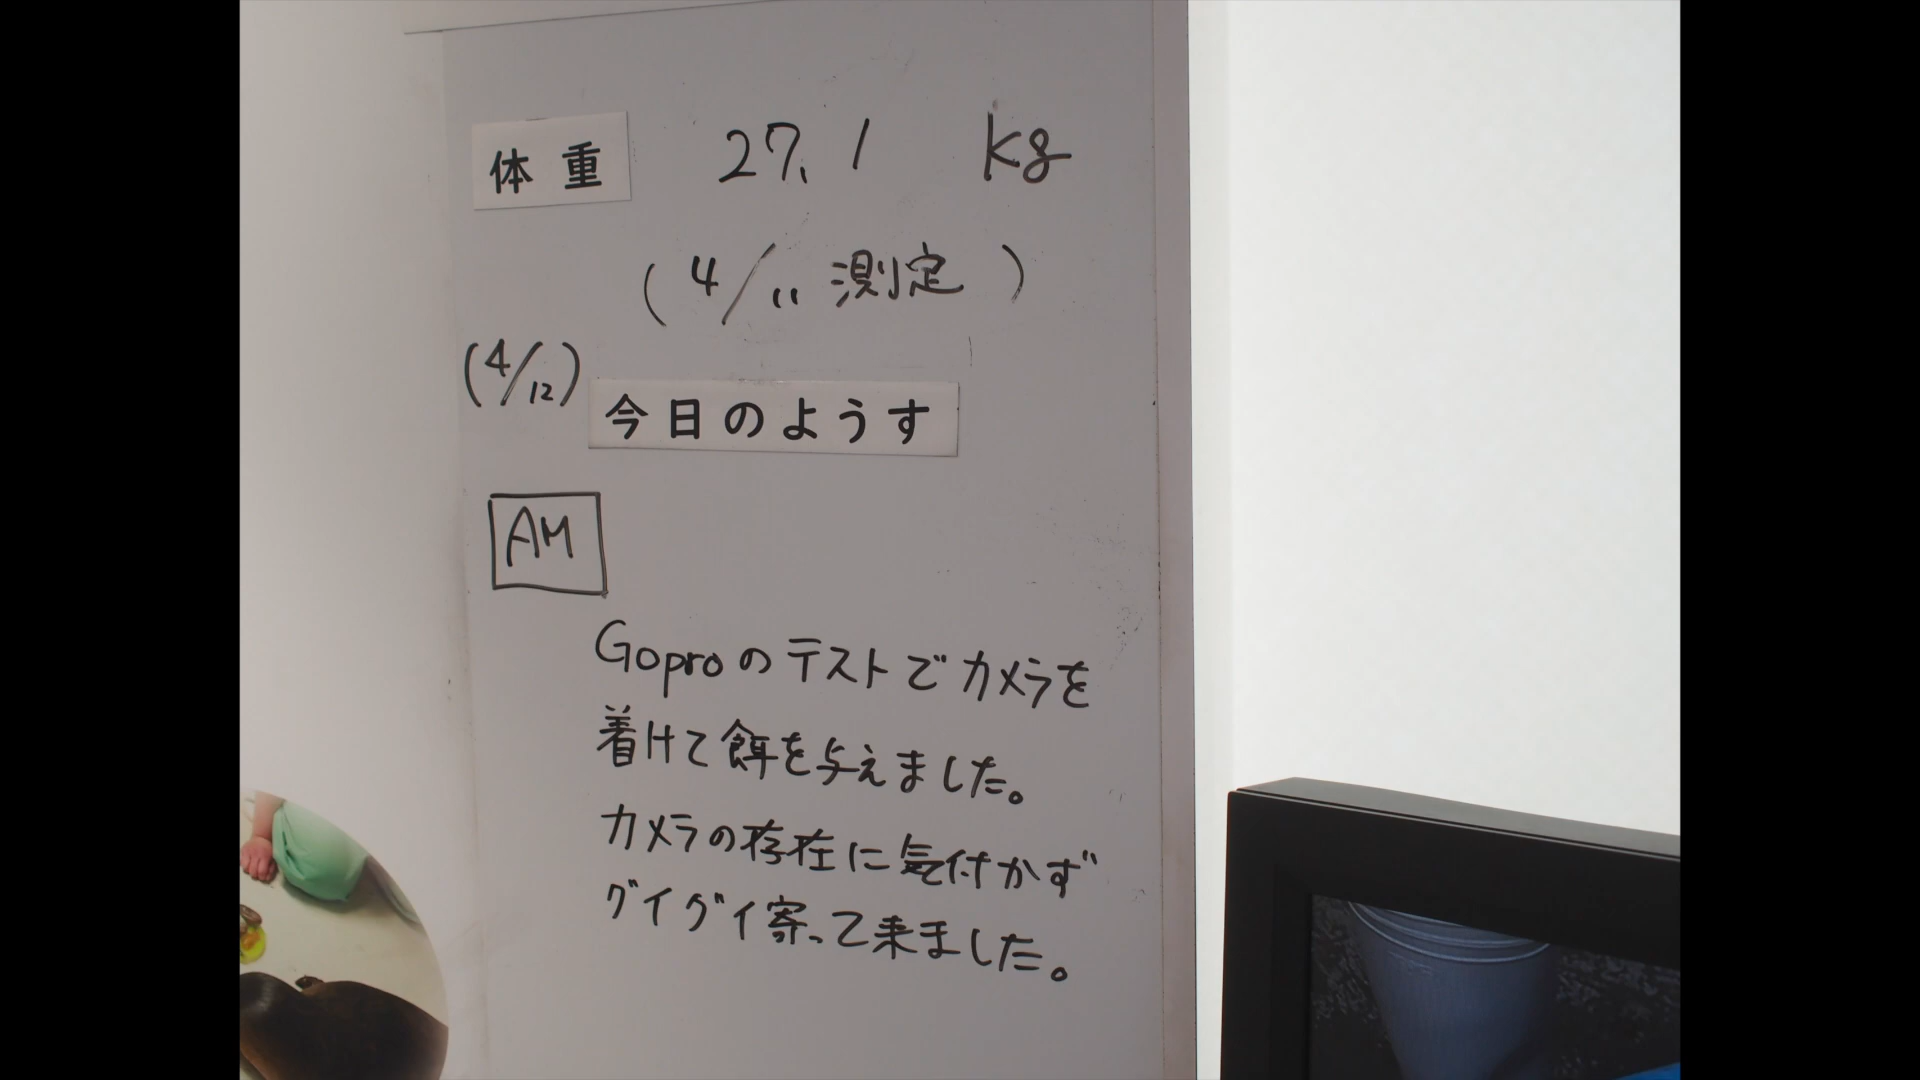 体重 27.1 kg
(4/11 測定)
(4/12)
今日のようす
AM
Goproのテストでカメラを
着けて餌を与えました。
カメラの存在に気付かず
グイグイ寄って来ました。